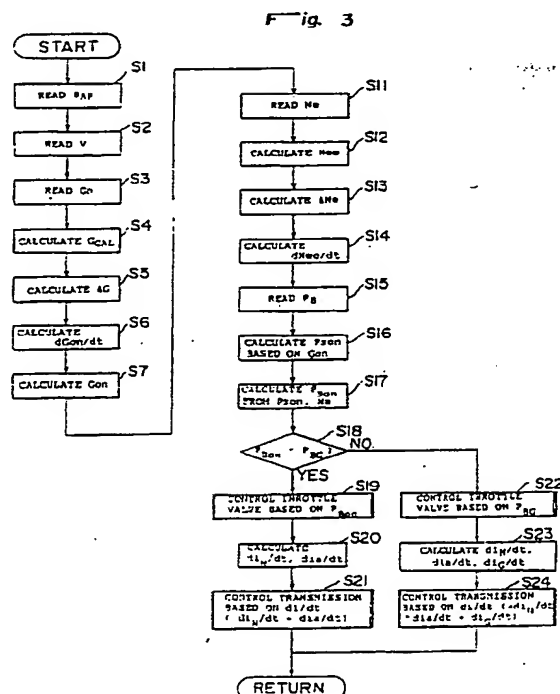 Fig. 3
START
S1
READ θAP
S2
READ V
S3
READ Gn
S4
CALCULATE GCAL
S5
CALCULATE ΔG
S6
CALCULATE
dGon/dt
S7
CALCULATE Gon
S11
READ Ne
S12
CALCULATE
S13
CALCULATE ΔNe
S14
CALCULATE
dNeo/dt
S15
READ PB
S16
CALCULATE Pson
BASED ON Gon
S17
CALCULATE PBon
FROM Pson, Ne
S18
NO
YES
S19
CONTROL THROTTLE
VALVE BASED ON PBon
S20
CALCULATE
diN/dt, dia/dt
S21
CONTROL TRANSMISSION
BASED ON di/dt
(= diN/dt + dia/dt)
S22
CONTROL THROTTLE
VALVE BASED ON PBG
S23
CALCULATE diN/dt,
dia/dt, diG/dt
S24
CONTROL TRANSMISSION
BASED ON di/dt (=diN/dt
+dia/dt + diG/dt)
RETURN